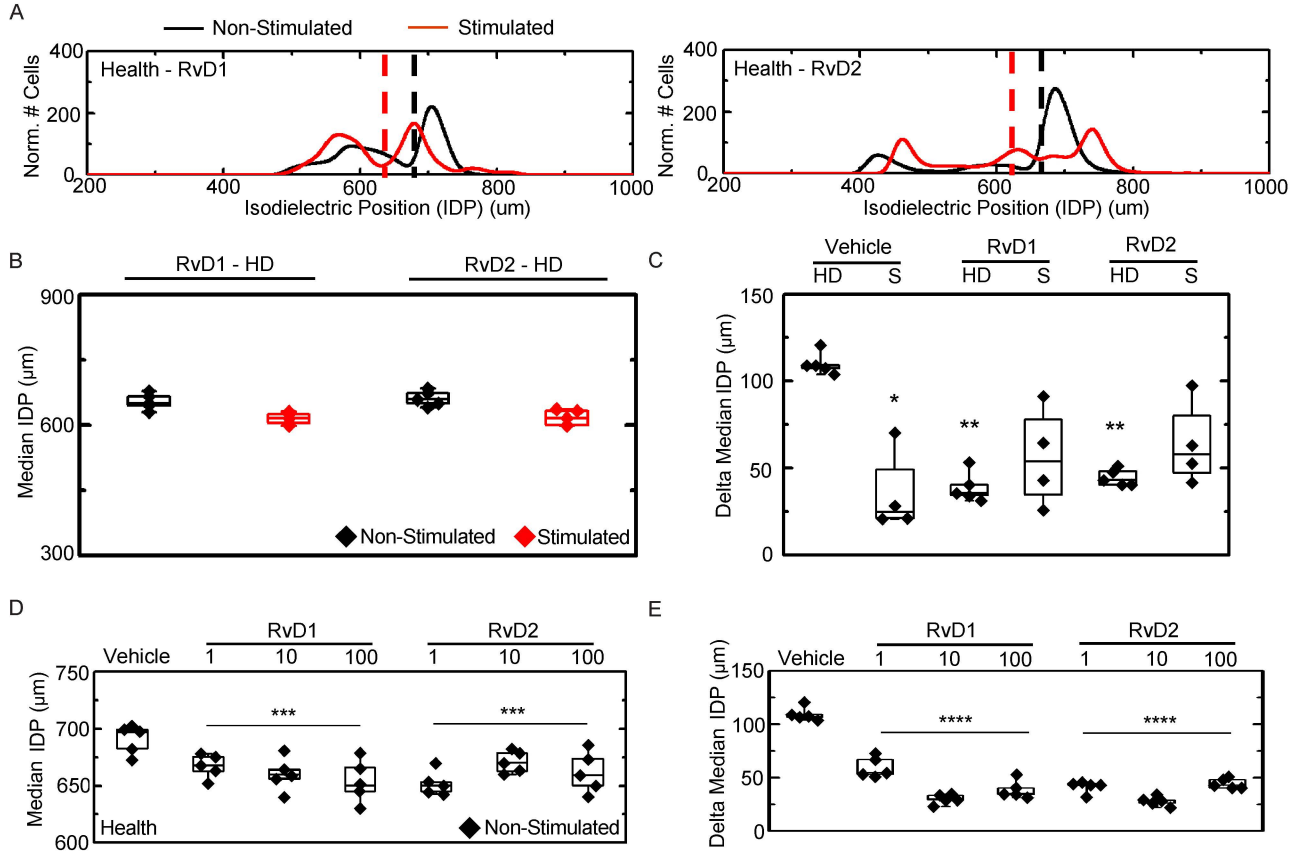 A
Non-Stimulated Stimulated
400 400
Health - RvD1 Health - RvD2
Norm. # Cells Norm. # Cells
200 200
0 0
200 400 600 800 1000 200 400 600 800 1000
Isodielectric Position (IDP) (um) Isodielectric Position (IDP) (um)
B
RvD1 - HD RvD2 - HD
900
Median IDP (µm)
600
300
Non-Stimulated Stimulated
C
Vehicle RvD1 RvD2
HD S HD S HD S
150
Delta Median IDP (µm)
100
50
0
* ** **
D
RvD1 RvD2
Vehicle 1 10 100 1 10 100
750
Median IDP (µm)
700
650
600
*** ***
Health Non-Stimulated
E
RvD1 RvD2
Vehicle 1 10 100 1 10 100
150
Delta Median IDP (µm)
100
50
0
**** ****